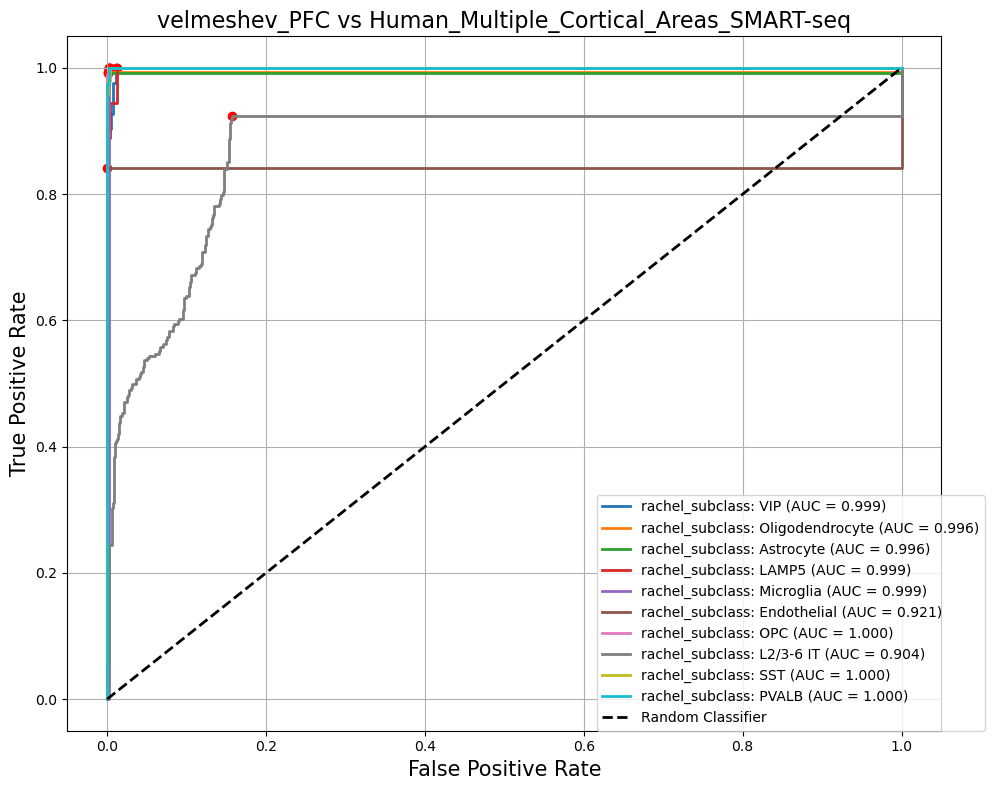 velmeshev_PFC vs Human_Multiple_Cortical_Areas_SMART-seq
True Positive Rate
1.0
0.8
0.6
0.4
0.2
0.0
rachel_subclass: VIP (AUC = 0.999)
rachel_subclass: Oligodendrocyte (AUC = 0.996)
rachel_subclass: Astrocyte (AUC = 0.996)
rachel_subclass: LAMP5 (AUC = 0.999)
rachel_subclass: Microglia (AUC = 0.999)
rachel_subclass: Endothelial (AUC = 0.921)
rachel_subclass: OPC (AUC = 1.000)
rachel_subclass: L2/3-6 IT (AUC = 0.904)
rachel_subclass: SST (AUC = 1.000)
rachel_subclass: PVALB (AUC = 1.000)
Random Classifier
0.0 0.2 0.4 0.6 0.8 1.0
False Positive Rate